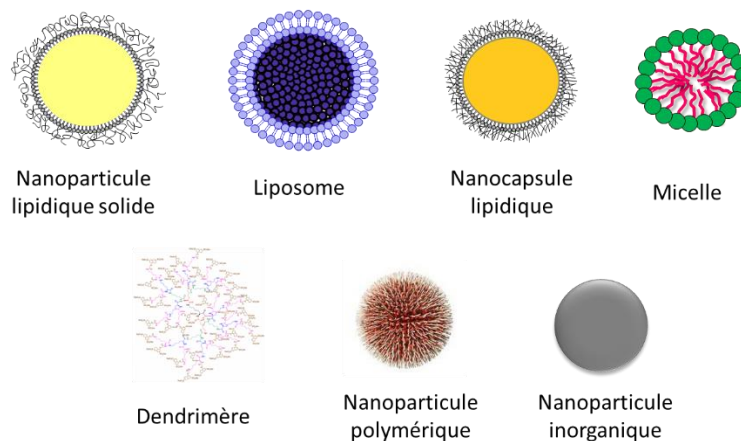 Nanoparticule
lipidique solide
Liposome
Nanocapsule
lipidique
Micelle
Dendrimère
Nanoparticule
polymérique
Nanoparticule
inorganique